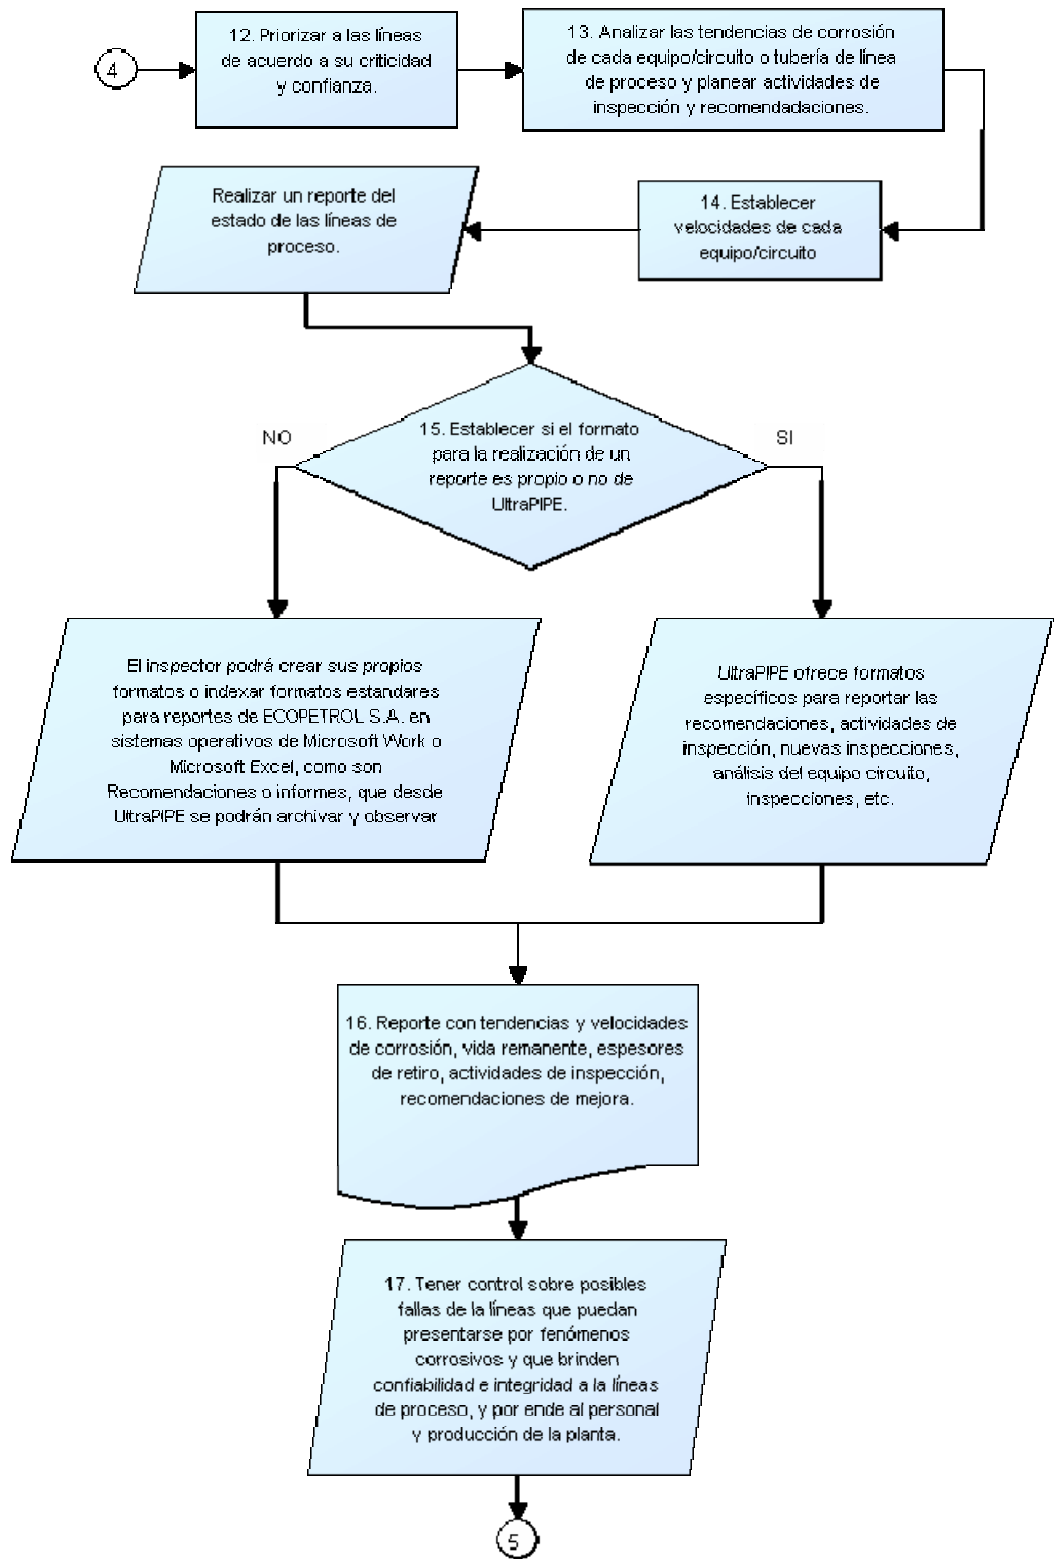 4
12. Priorizar a las líneas
de acuerdo a su criticidad
y confianza.
13. Analizar las tendencias de corrosión
de cada equipo/circuito o tubería de línea
de proceso y planear actividades de
inspección y recomendadaciones.
14. Establecer
velocidades de cada
equipo/circuito
Realizar un reporte del
estado de las líneas de
proceso.
15. Establecer si el formato
para la realización de un
reporte es propio o no de
UltraPIPE.
NO
SI
El inspector podrá crear sus propios
formatos o indexar formatos estandares
para reportes de ECOPETROL S.A. en
sistemas operativos de Microsoft Work o
Microsoft Excel, como son
Recomendaciones o informes, que desde
UltraPIPE se podrán archivar y observar
UltraPIPE ofrece formatos
específicos para reportar las
recomendaciones, actividades de
inspección, nuevas inspecciones,
análisis del equipo circuito,
inspecciones, etc.
16. Reporte con tendencias y velocidades
de corrosión, vida remanente, espesores
de retiro, actividades de inspección,
recomendaciones de mejora.
17. Tener control sobre posibles
fallas de la líneas que puedan
presentarse por fenómenos
corrosivos y que brinden
confiabilidad e integridad a la líneas
de proceso, y por ende al personal
y producción de la planta.
5